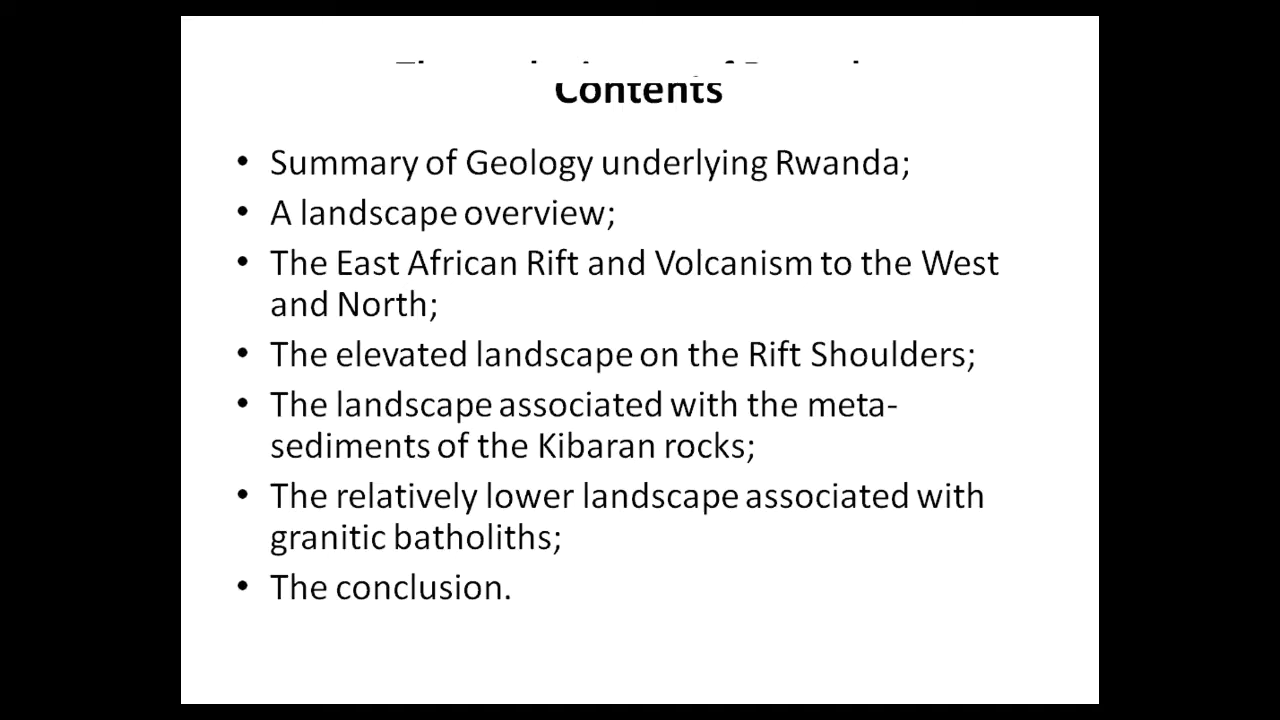 Contents
• Summary of Geology underlying Rwanda;
• A landscape overview;
• The East African Rift and Volcanism to the West
and North;
• The elevated landscape on the Rift Shoulders;
• The landscape associated with the meta-
sediments of the Kibaran rocks;
• The relatively lower landscape associated with
granitic batholiths;
• The conclusion.